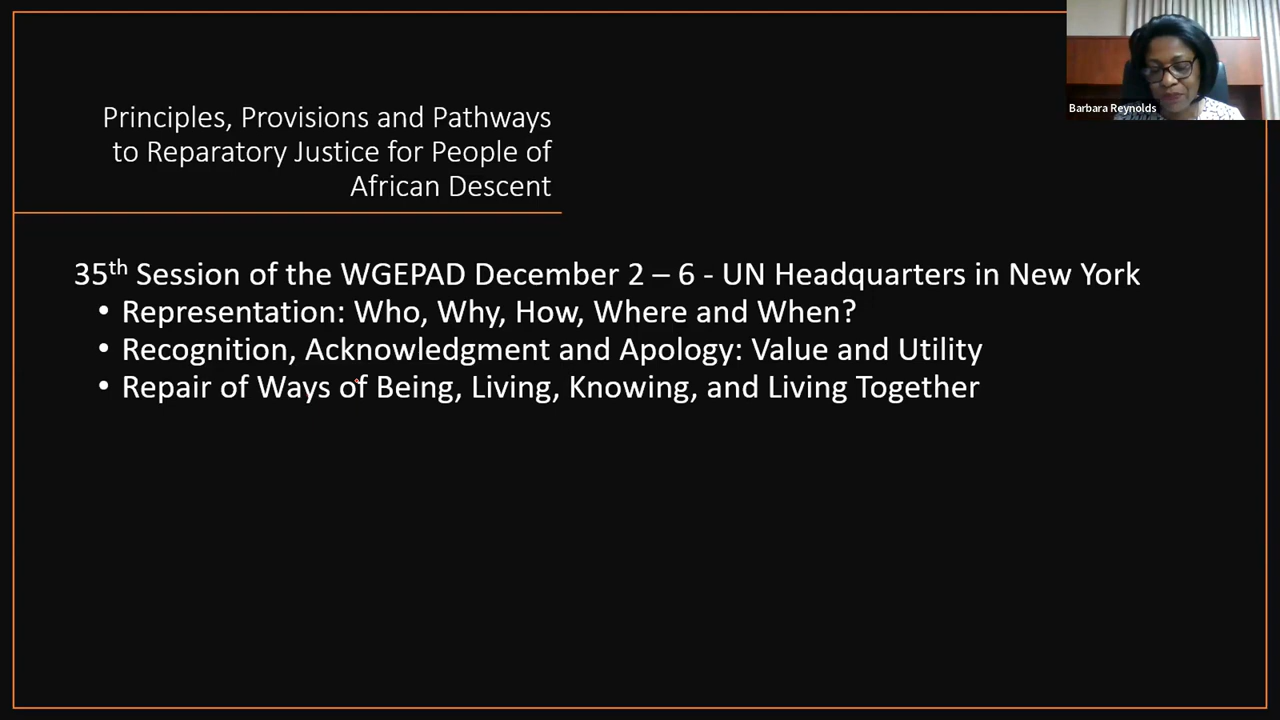 Barbara Reynolds
Principles, Provisions and Pathways
to Reparatory Justice for People of
African Descent
35th Session of the WGEPAD December 2 – 6 - UN Headquarters in New York
• Representation: Who, Why, How, Where and When?
• Recognition, Acknowledgment and Apology: Value and Utility
• Repair of Ways of Being, Living, Knowing, and Living Together